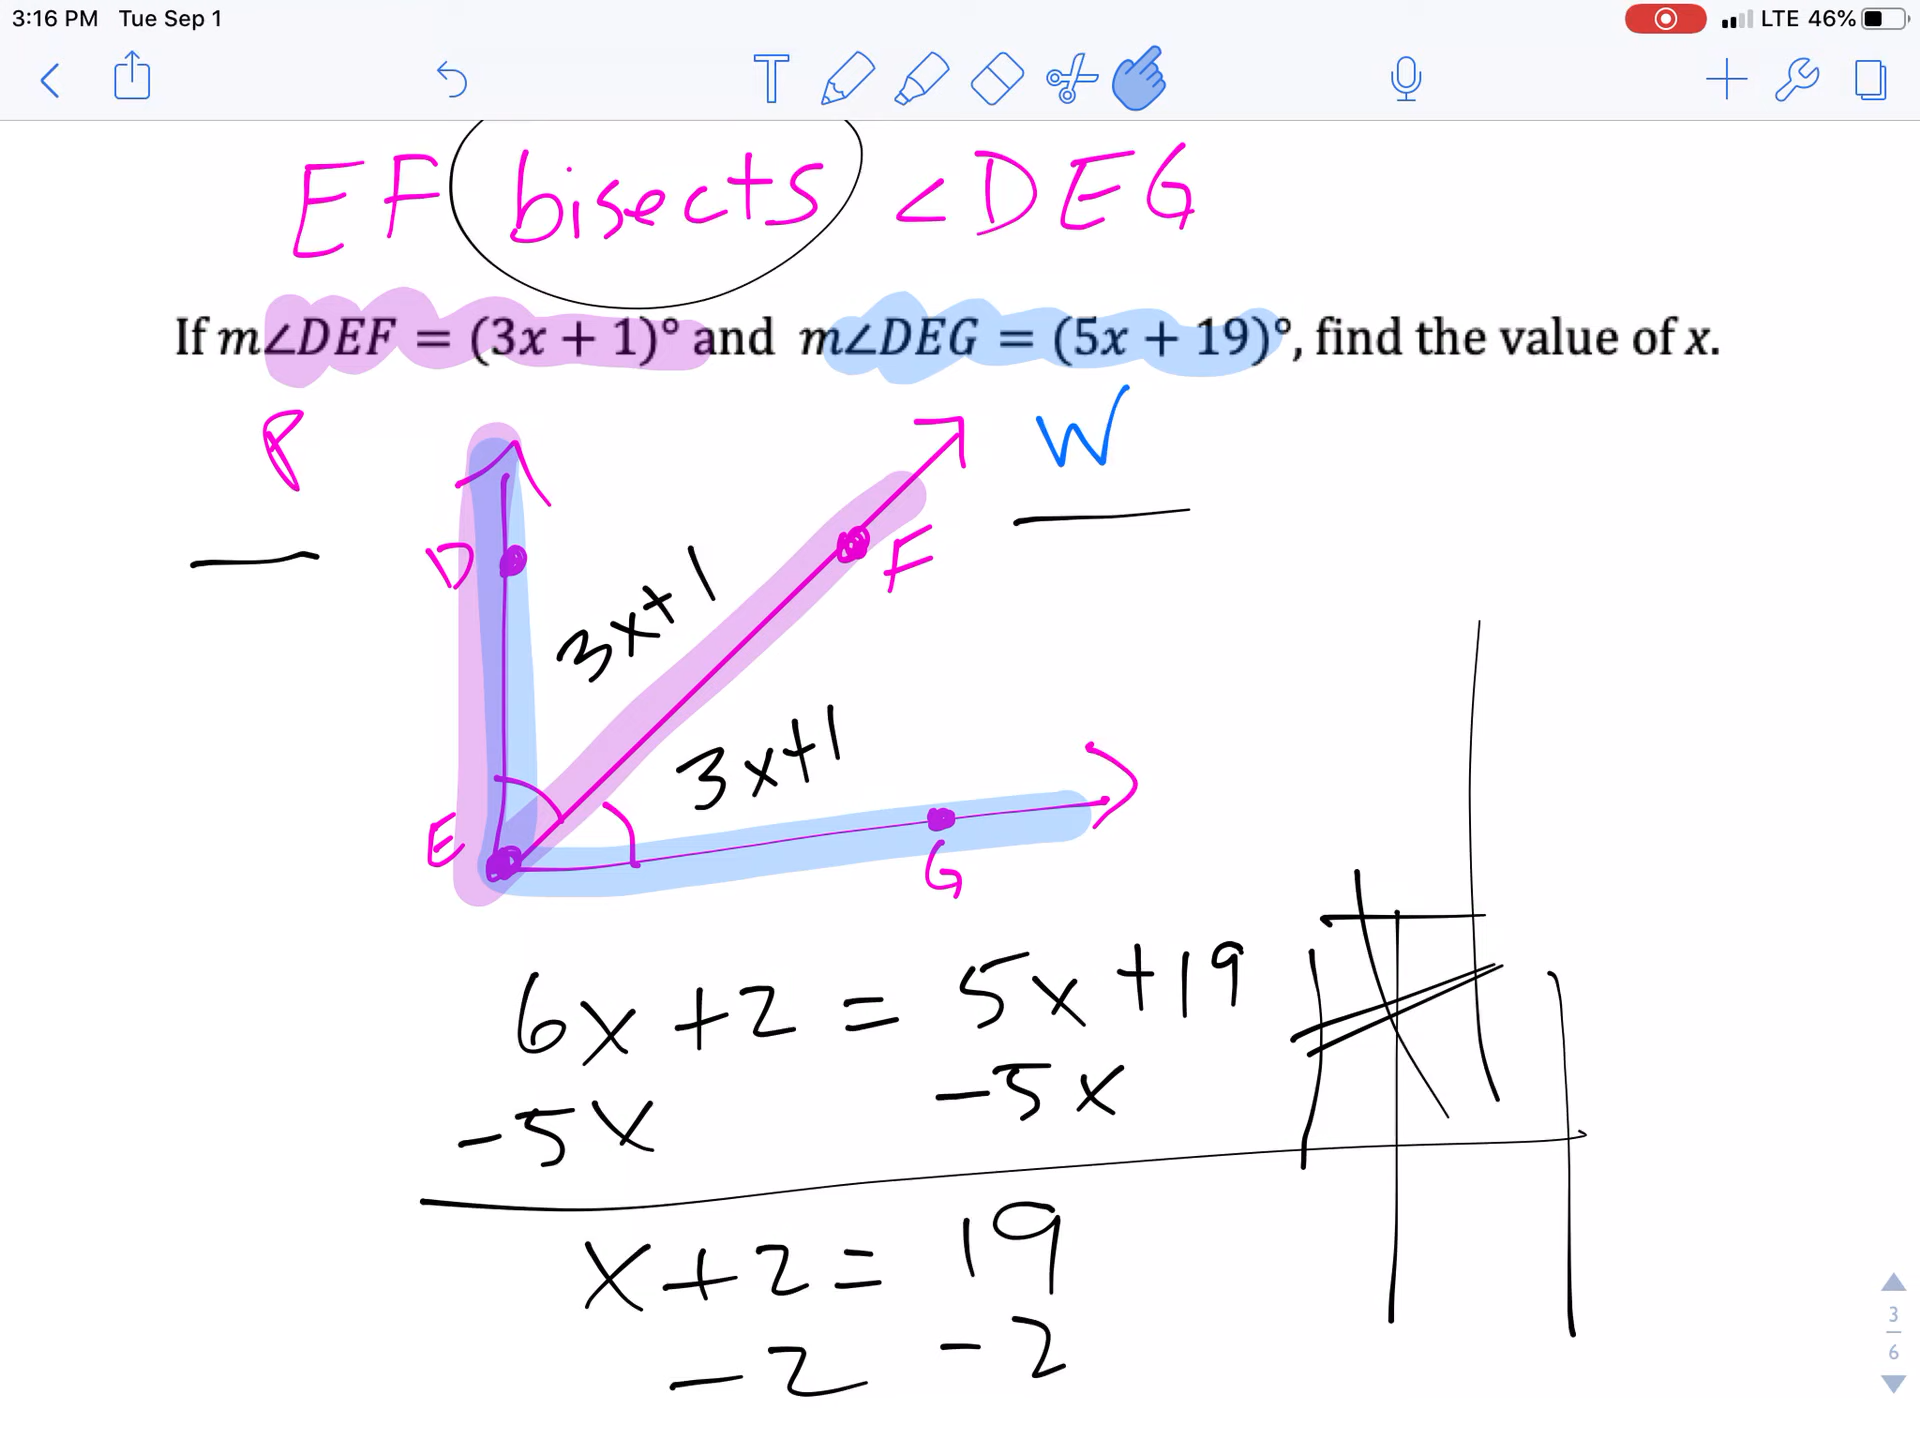 3:16 PM Tue Sep 1
LTE 46%
T
EF bisects <DEG
If m∠DEF = (3x + 1)° and m∠DEG = (5x + 19)°, find the value of x.
P
W
D
F
3x+1
3x+1
E
G
6x +2 = 5x +19
-5x -5x
x+2= 19
-2 -2
3
6